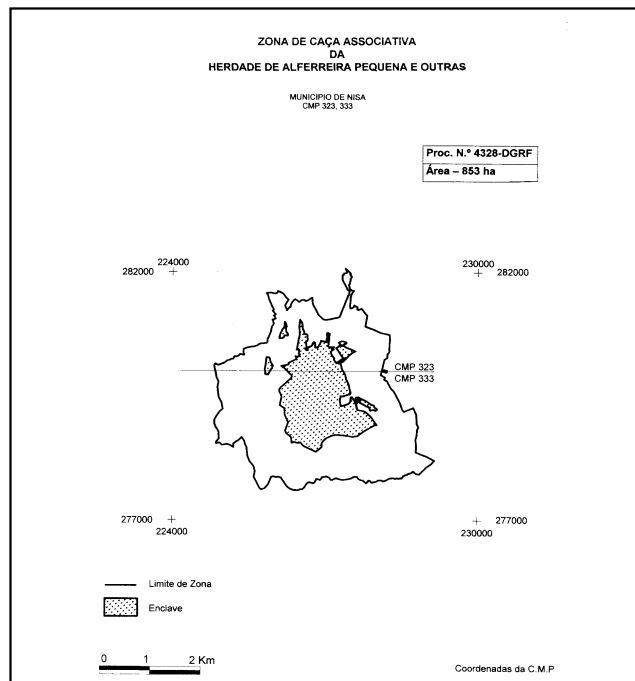 ZONA DE CAÇA ASSOCIATIVA
DA
HERDADE DE ALFERREIRA PEQUENA E OUTRAS
MUNICIPIO DE NISA
CMP 323, 333
Proc. N.º 4328-DGRF
Área – 853 ha
224000
282000
230000
282000
CMP 323
CMP 333
277000
224000
277000
230000
Limite de Zona
Enclave
0 1 2 Km
Coordenadas da C.M.P